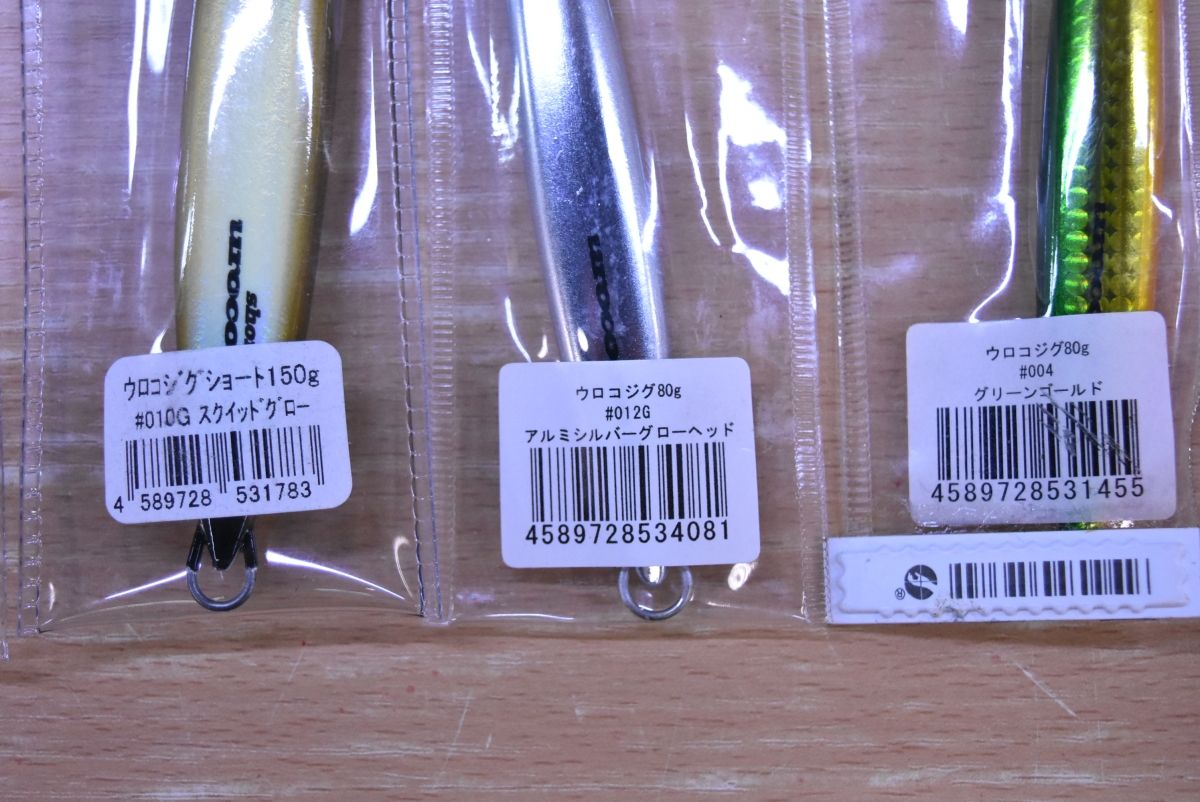 uroco
short
ウロコジグショート150g
#010G スクイッドグロー
4 589728 531783
uroco
ウロコジグ80g
#012G
アルミシルバーグローヘッド
4589728534081
ウロコジグ80g
#004
グリーンゴールド
4589728531455
®